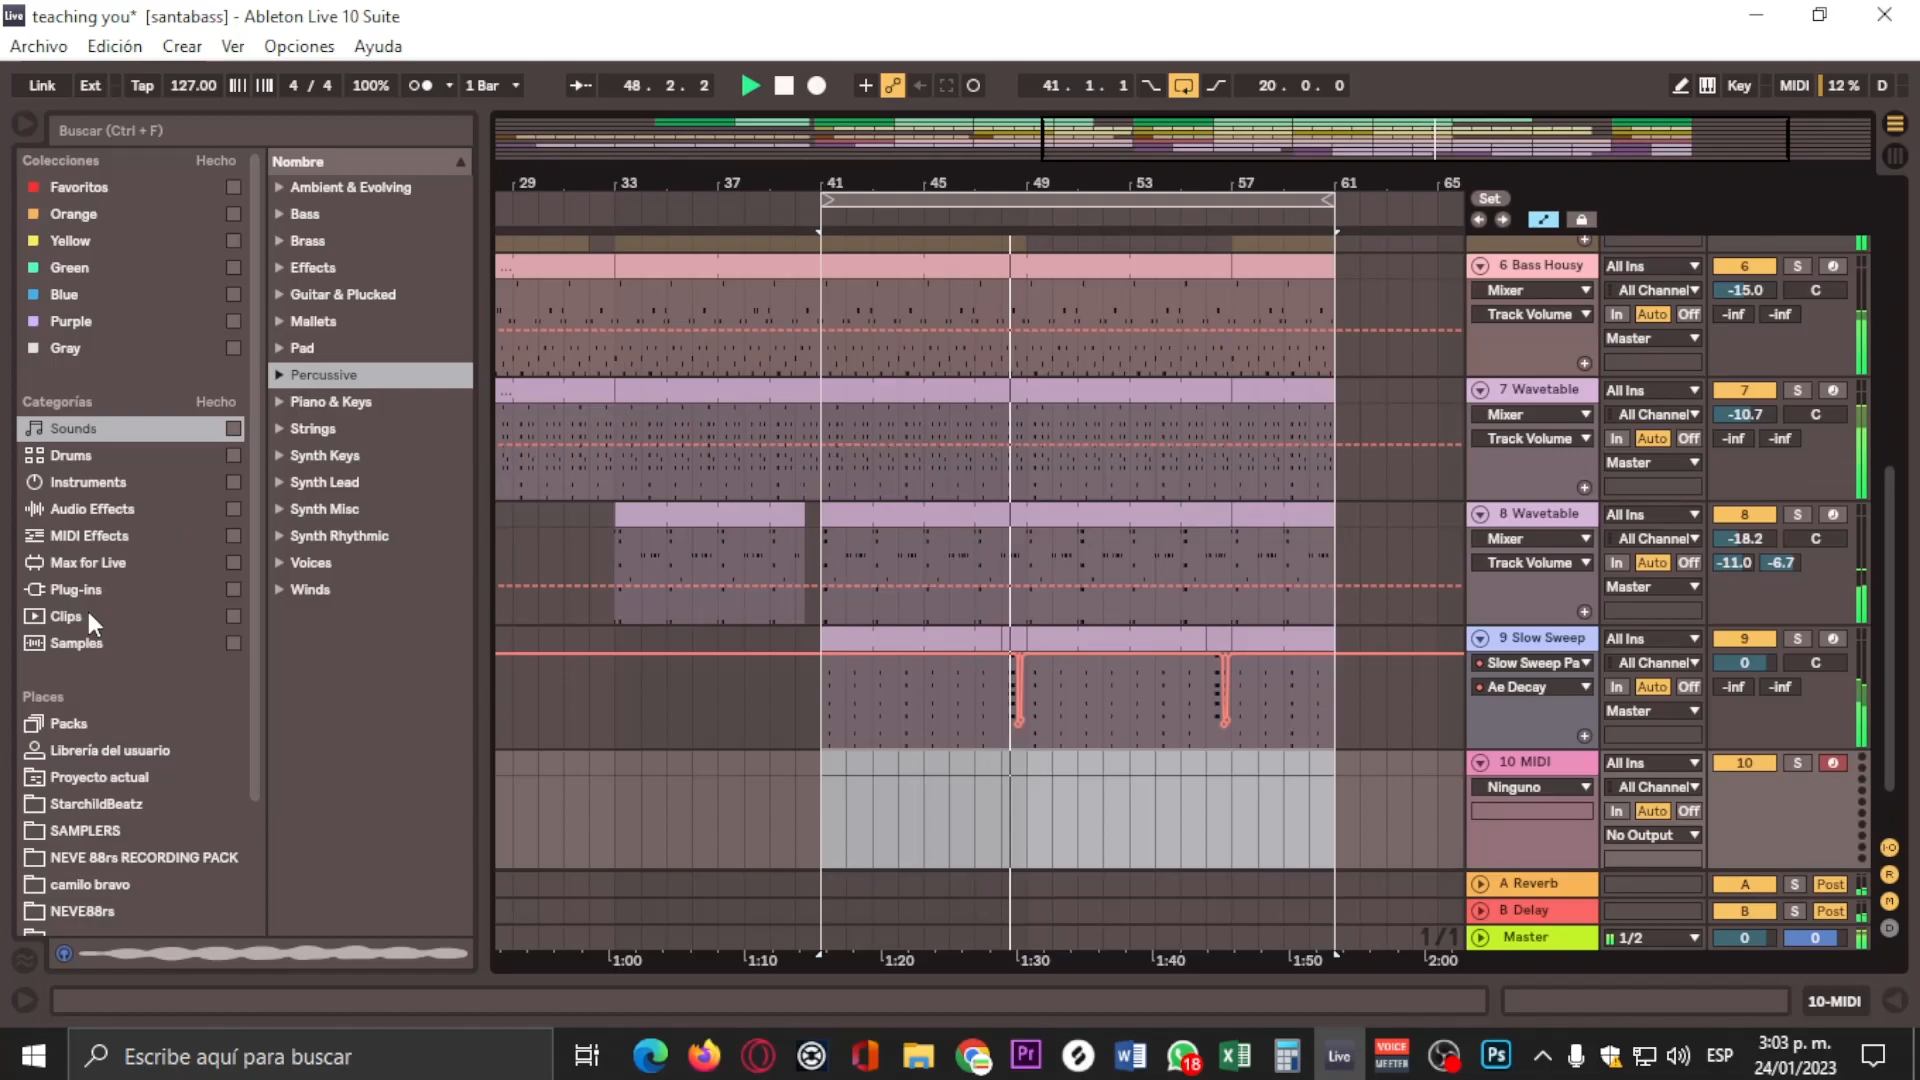 teaching you* [santabass] - Ableton Live 10 Suite
Archivo Edición Crear Ver Opciones Ayuda
Link Ext Tap 127.00 4 / 4 100% 1 Bar 48. 2. 2 41. 1. 1 20. 0. 0 Key MIDI 12 % D
Buscar (Ctrl + F)
Colecciones Hecho
Favoritos
Orange
Yellow
Green
Blue
Purple
Gray
Categorías Hecho
Sounds
Drums
Instruments
Audio Effects
MIDI Effects
Max for Live
Plug-ins
Clips
Samples
Places
Packs
Librería del usuario
Proyecto actual
StarchildBeatz
SAMPLERS
NEVE 88rs RECORDING PACK
camilo bravo
NEVE88rs
Nombre
Ambient & Evolving
Bass
Brass
Effects
Guitar & Plucked
Mallets
Pad
Percussive
Piano & Keys
Strings
Synth Keys
Synth Lead
Synth Misc
Synth Rhythmic
Voices
Winds
29 33 37 41 45 49 53 57 61 65
Set
6 Bass Housy All Ins 6 S
Mixer All Channel -15.0 C
Track Volume In Auto Off -inf -inf
Master
7 Wavetable All Ins 7 S
Mixer All Channel -10.7 C
Track Volume In Auto Off -inf -inf
Master
8 Wavetable All Ins 8 S
Mixer All Channel -18.2 C
Track Volume In Auto Off -11.0 -6.7
Master
9 Slow Sweep All Ins 9 S
Slow Sweep Pa All Channel 0 C
Ae Decay In Auto Off -inf -inf
Master
10 MIDI All Ins 10 S
Ninguno All Channel
In Auto Off
No Output
A Reverb A S Post
B Delay B S Post
1/1 Master 1/2 0 0
1:00 1:10 1:20 1:30 1:40 1:50 2:00
I-O
R
M
D
10-MIDI
Escribe aquí para buscar
Pr
18
Live
VOICE MEETER
Ps
ESP
3:03 p. m.
24/01/2023